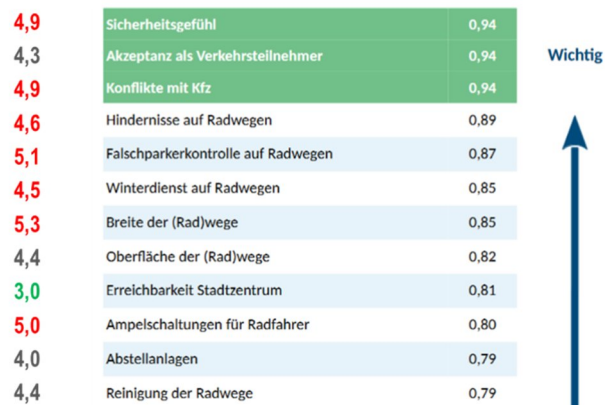 4,9 Sicherheitsgefühl 0,94
4,3 Akzeptanz als Verkehrsteilnehmer 0,94 Wichtig
4,9 Konflikte mit Kfz 0,94
4,6 Hindernisse auf Radwegen 0,89
5,1 Falschparkerkontrolle auf Radwegen 0,87
4,5 Winterdienst auf Radwegen 0,85
5,3 Breite der (Rad)wege 0,85
4,4 Oberfläche der (Rad)wege 0,82
3,0 Erreichbarkeit Stadtzentrum 0,81
5,0 Ampelschaltungen für Radfahrer 0,80
4,0 Abstellanlagen 0,79
4,4 Reinigung der Radwege 0,79